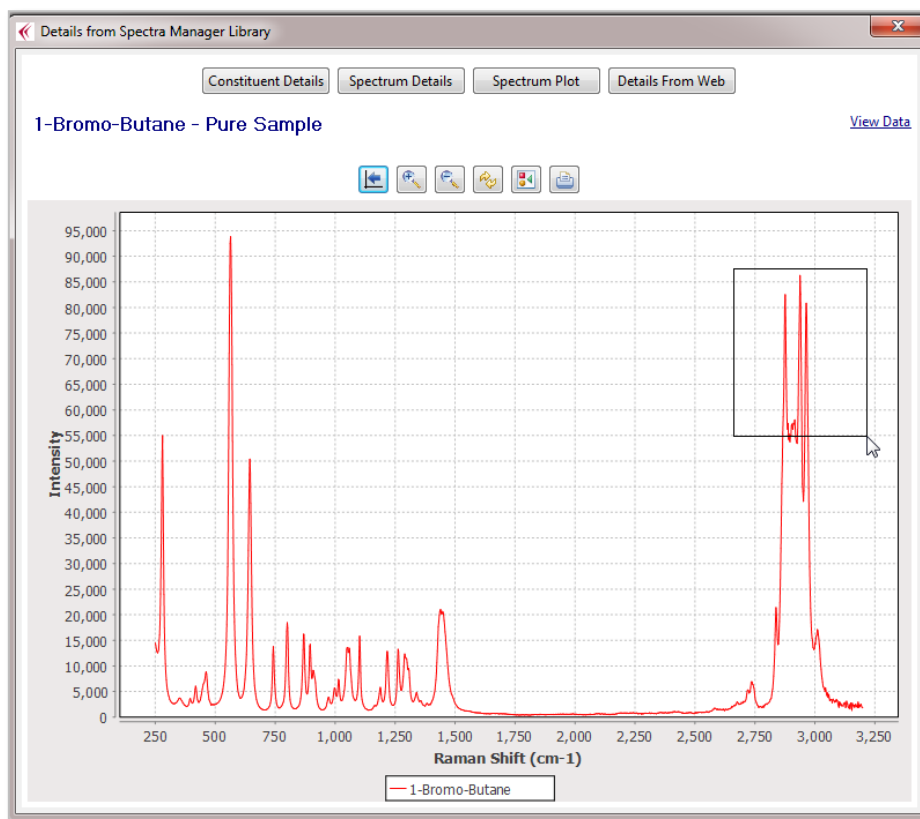 Details from Spectra Manager Library
Constituent Details Spectrum Details Spectrum Plot Details From Web
1-Bromo-Butane - Pure Sample View Data
95,000
90,000
85,000
80,000
75,000
70,000
65,000
60,000
55,000
50,000
45,000
40,000
35,000
30,000
25,000
20,000
15,000
10,000
5,000
0
Intensity
250 500 750 1,000 1,250 1,500 1,750 2,000 2,250 2,500 2,750 3,000 3,250
Raman Shift (cm-1)
1-Bromo-Butane